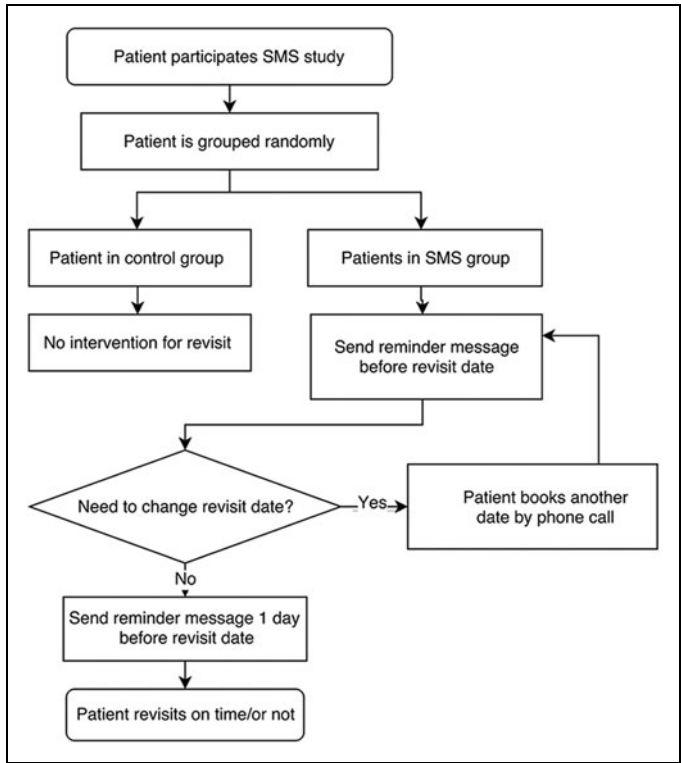 Patient participates SMS study
Patient is grouped randomly
Patient in control group
Patients in SMS group
No intervention for revisit
Send reminder message
before revisit date
Need to change revisit date?
Yes
Patient books another
date by phone call
No
Send reminder message 1 day
before revisit date
Patient revisits on time/or not